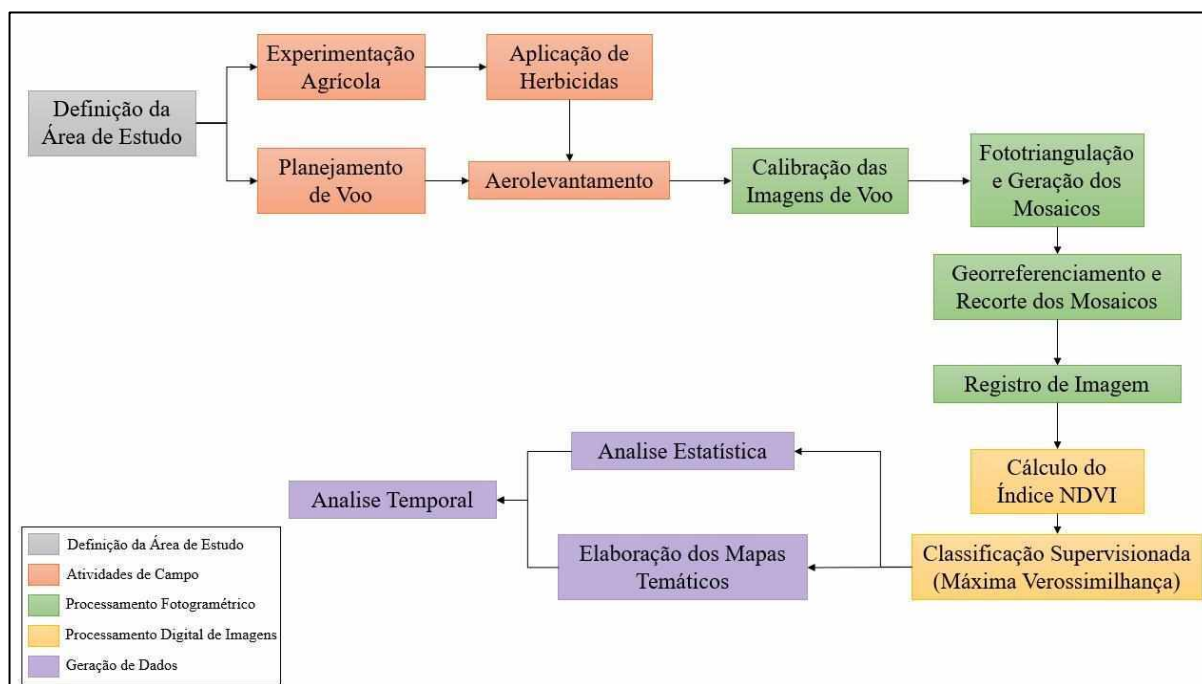 Definição da
Área de Estudo
Experimentação
Agrícola
Aplicação de
Herbicidas
Planejamento
de Voo
Aerolevantamento
Calibração das
Imagens de Voo
Fototriangulação
e Geração dos
Mosaicos
Georreferenciamento e
Recorte dos Mosaicos
Registro de Imagem
Cálculo do
Índice NDVI
Classificação Supervisionada
(Máxima Verossimilhança)
Analise Estatística
Elaboração dos Mapas
Temáticos
Analise Temporal
Definição da Área de Estudo
Atividades de Campo
Processamento Fotogramétrico
Processamento Digital de Imagens
Geração de Dados